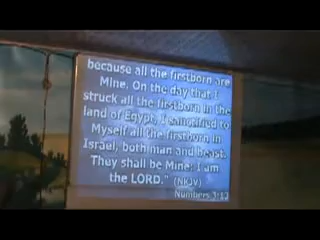 because all the firstborn are
Mine. On the day that I
struck all the firstborn in the
land of Egypt, I sanctified to
Myself all the firstborn in
Israel, both man and beast.
They shall be Mine: I am
the LORD." (NKJV)
Numbers 3:13